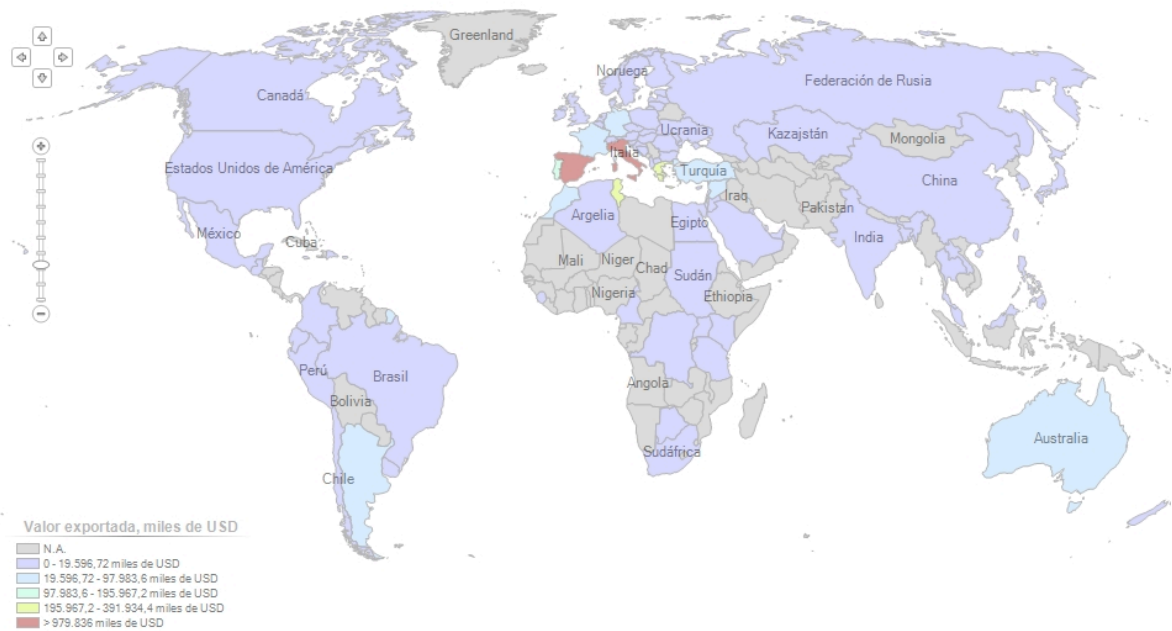 Greenland
Noruega
Federación de Rusia
Canadá
Ucrania
Kazajstán
Mongolia
Italia
Estados Unidos de América
Turquía
China
Iraq
Pakistán
Argelia
Egipto
México
India
Cuba
Mali
Niger
Chad
Sudán
Nigeria
Ethiopia
Perú
Brasil
Angola
Bolivia
Australia
Sudáfrica
Chile
Valor exportada, miles de USD
N.A.
0 - 19.596,72 miles de USD
19.596,72 - 97.983,6 miles de USD
97.983,6 - 195.967,2 miles de USD
195.967,2 - 391.934,4 miles de USD
> 979.836 miles de USD